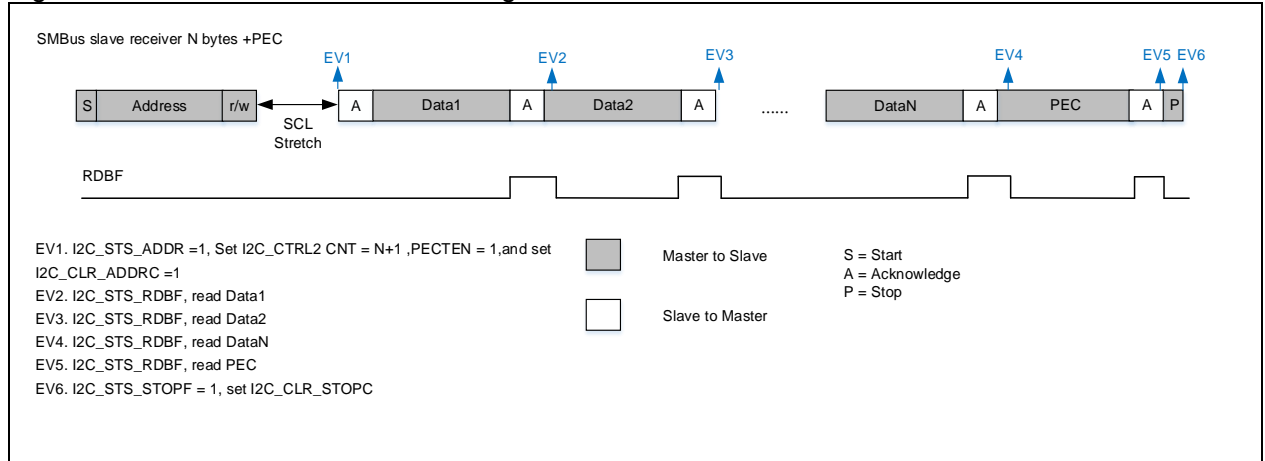 SMBus slave receiver N bytes +PEC
EV1 EV2 EV3 EV4 EV5 EV6
S Address r/w A Data1 A Data2 A ...... DataN A PEC A P
SCL
Stretch
RDBF
EV1. I2C_STS_ADDR =1, Set I2C_CTRL2 CNT = N+1 ,PECTEN = 1,and set
I2C_CLR_ADDRC =1
EV2. I2C_STS_RDBF, read Data1
EV3. I2C_STS_RDBF, read Data2
EV4. I2C_STS_RDBF, read DataN
EV5. I2C_STS_RDBF, read PEC
EV6. I2C_STS_STOPF = 1, set I2C_CLR_STOPC
Master to Slave
Slave to Master
S = Start
A = Acknowledge
P = Stop